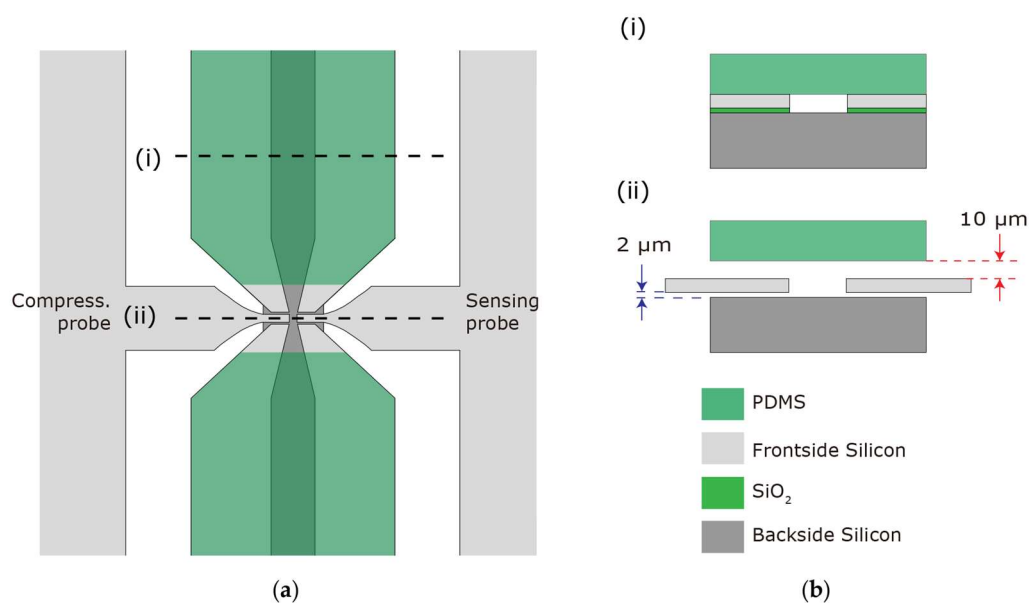 (i)
(ii)
Compress.
probe
Sensing
probe
(a)
(i)
(ii)
2 µm
10 µm
PDMS
Frontside Silicon
SiO₂
Backside Silicon
(b)